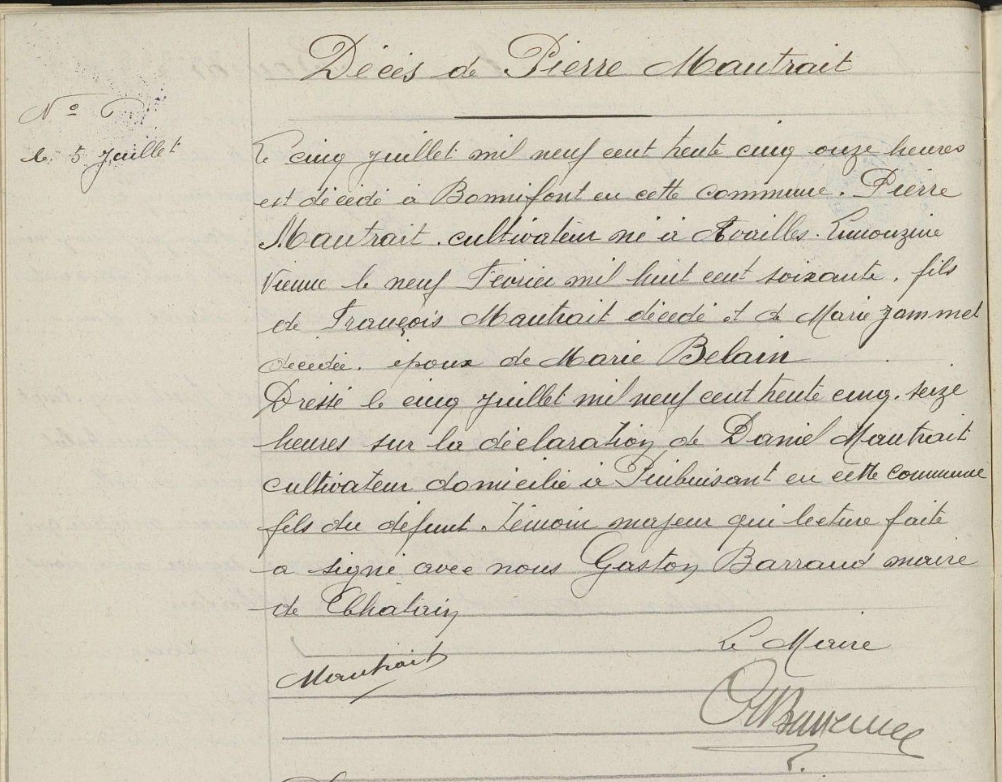 Décès de Pierre Mautrait
N°
le 5 Juillet
Le cinq Juillet mil neuf cent trente cinq onze heures
est décédé à Bonnifont en cette commune. Pierre
Mautrait. cultivateur né à Availles-Limouzine
Vienne le neuf Février mil huit cent soixante. fils
de François Mautrait décédé et de Marie Jammet
décédée. époux de Marie Belain
Dressé le cinq Juillet mil neuf cent trente cinq. seize
heures sur la déclaration de Daniel Mautrait
cultivateur domicilié à Puibuisant en cette commune
fils du défunt. Témoin majeur qui lecture faite
a signé avec nous Gaston Barraud maire
de Chatain
Le Maire
Mautrait